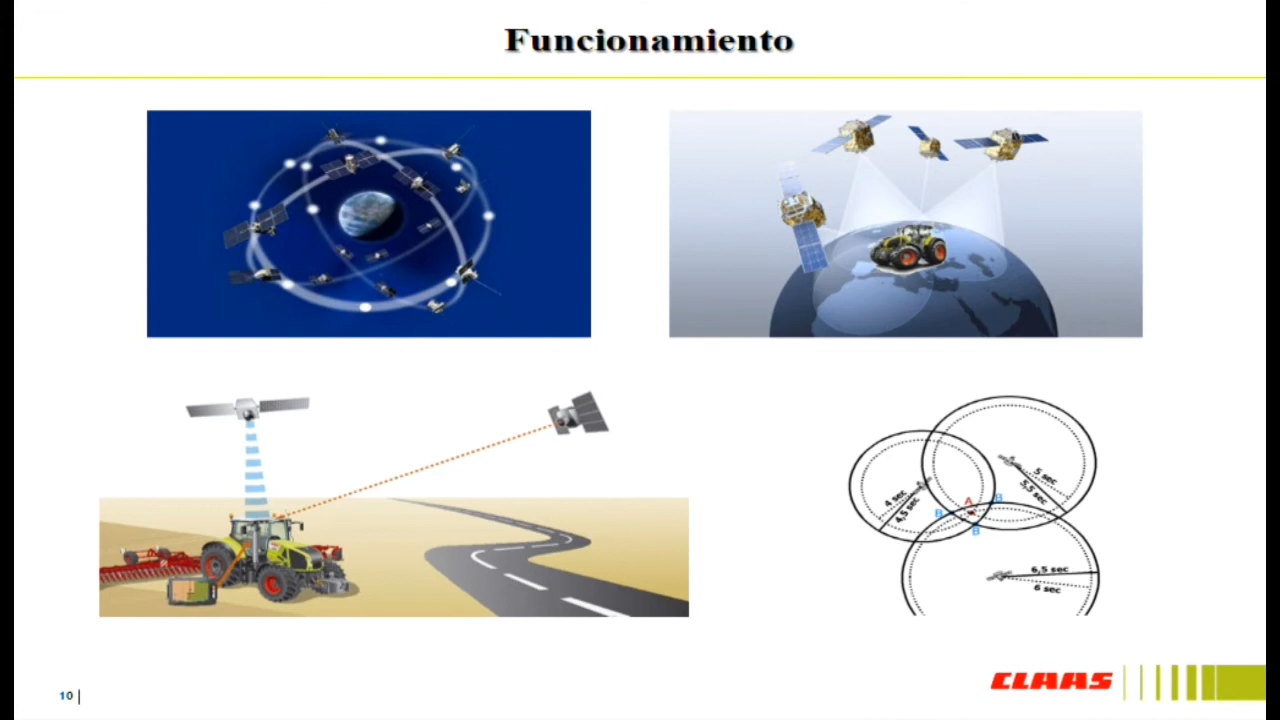 Funcionamiento
5 sec
5,5 sec
4 sec
4,5 sec
A
B
B
B
6,5 sec
6 sec
CLAAS
10